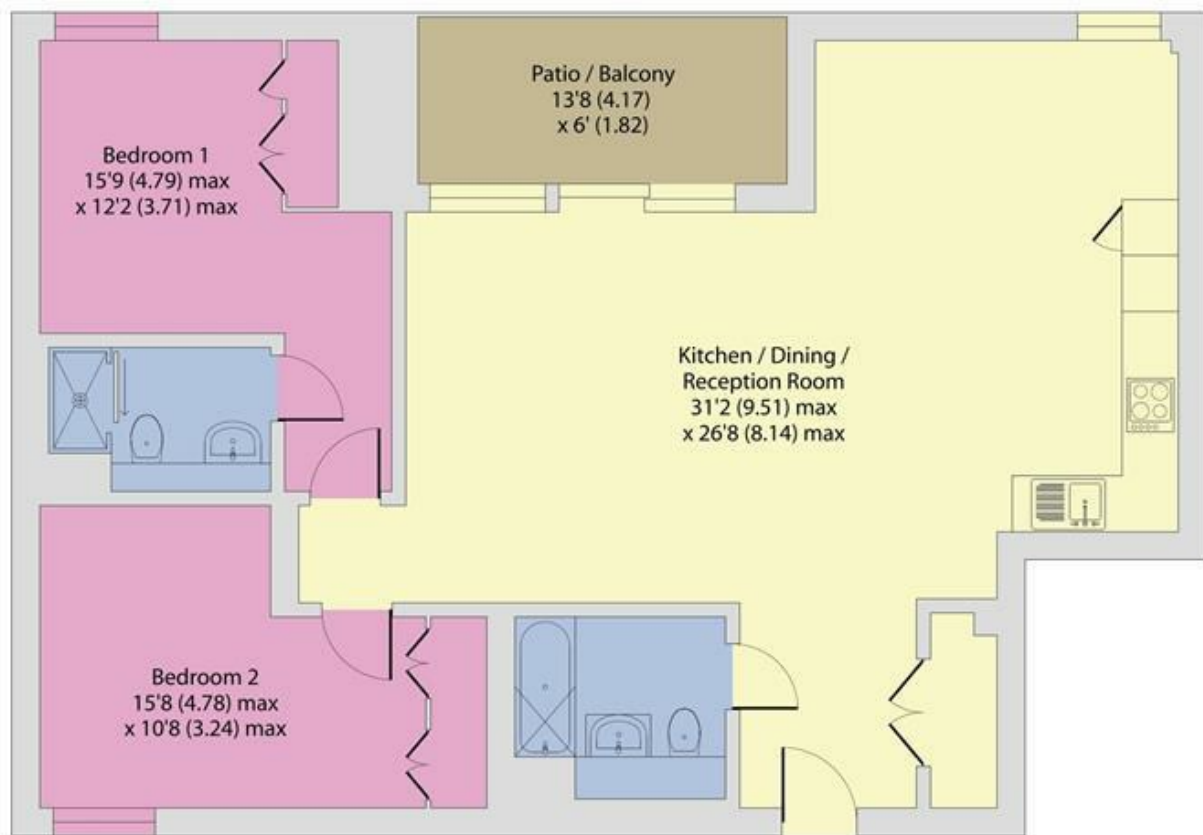 Patio / Balcony
13'8 (4.17)
x 6' (1.82)
Bedroom 1
15'9 (4.79) max
x 12'2 (3.71) max
Kitchen / Dining /
Reception Room
31'2 (9.51) max
x 26'8 (8.14) max
Bedroom 2
15'8 (4.78) max
x 10'8 (3.24) max